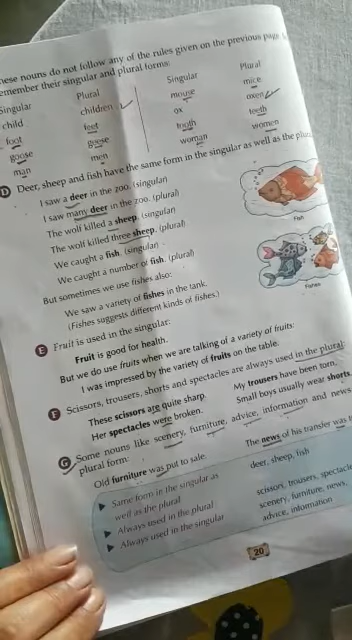 These nouns do not follow any of the rules given on the previous page
remember their singular and plural forms:
Singular Plural Singular Plural
child children mouse mice
foot feet ox oxen
goose geese tooth teeth
man men woman women
D Deer, sheep and fish have the same form in the singular as well as the
I saw a deer in the zoo. (singular)
I saw many deer in the zoo. (plural)
The wolf killed a sheep. (singular)
The wolf killed three sheep. (plural)
We caught a fish. (singular)
We caught a number of fish. (plural)
Fish
But sometimes we use fishes also:
We saw a variety of fishes in the tank.
(Fishes suggests different kinds of fishes.)
Fishes
E Fruit is used in the singular:
Fruit is good for health.
But we do use fruits when we are talking of a variety of fruits:
I was impressed by the variety of fruits on the table.
F Scissors, trousers, shorts and spectacles are always used in the plural
These scissors are quite sharp. My trousers have been torn.
Her spectacles were broken. Small boys usually wear shorts.
G Some nouns like scenery, furniture, advice, information and news
plural form:
Old furniture was put to sale. The news of his transfer was
Same form in the singular as deer, sheep, fish
well as the plural
Always used in the plural scissors, trousers, spectacles
Always used in the singular scenery, furniture, news,
advice, information
20